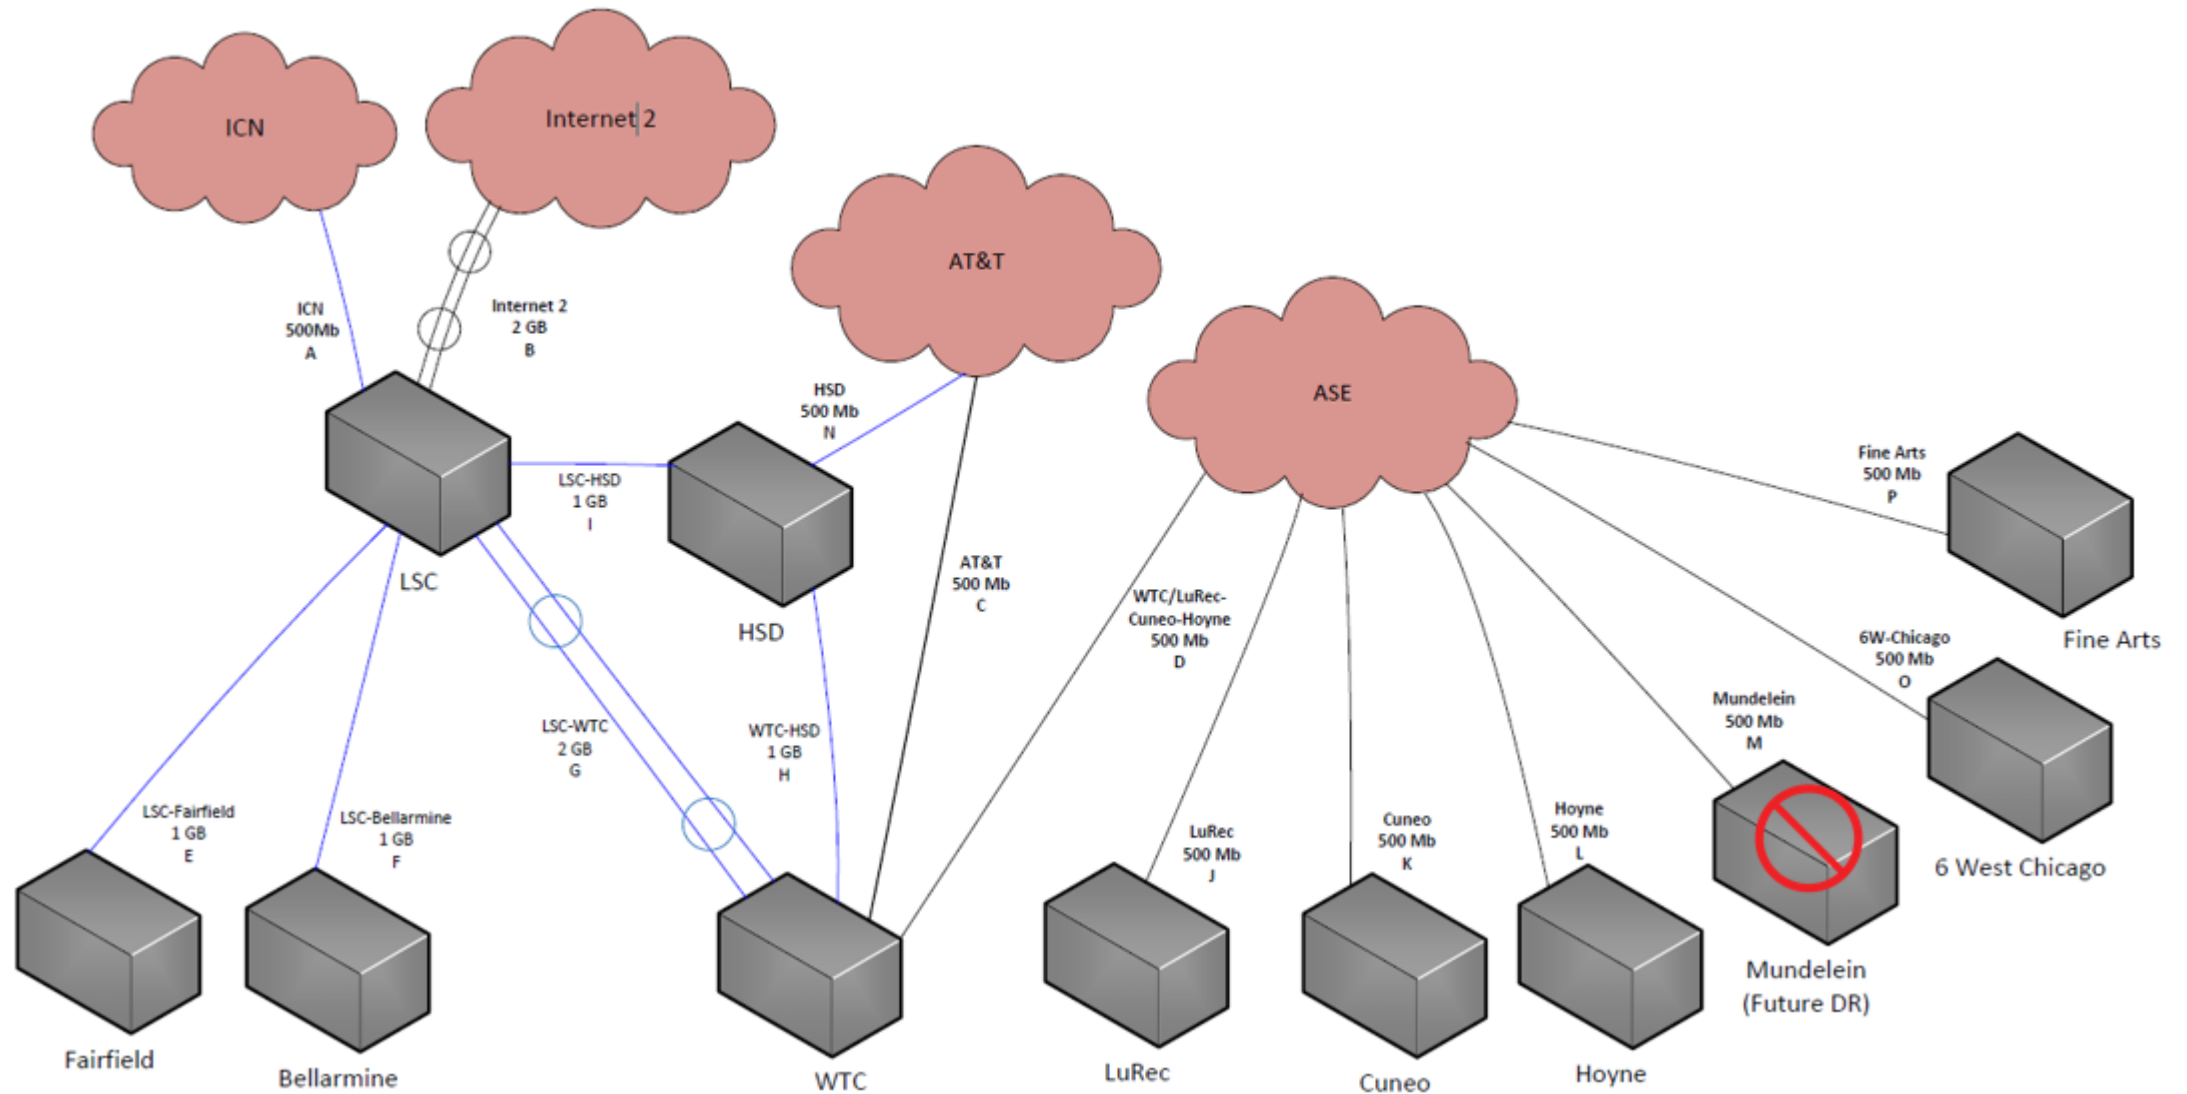 ICN
Internet 2
AT&T
ASE
ICN
500Mb
A
Internet 2
2 GB
B
HSD
500 Mb
N
LSC-HSD
1 GB
I
LSC
HSD
AT&T
500 Mb
C
WTC/LuRec-
Cuneo-Hoyne
500 Mb
D
Fine Arts
500 Mb
P
Fine Arts
6W-Chicago
500 Mb
O
6 West Chicago
Mundelein
500 Mb
M
Mundelein
(Future DR)
LSC-WTC
2 GB
G
WTC-HSD
1 GB
H
LSC-Fairfield
1 GB
E
LSC-Bellarmine
1 GB
F
LuRec
500 Mb
J
Cuneo
500 Mb
K
Hoyne
500 Mb
L
Fairfield
Bellarmine
WTC
LuRec
Cuneo
Hoyne